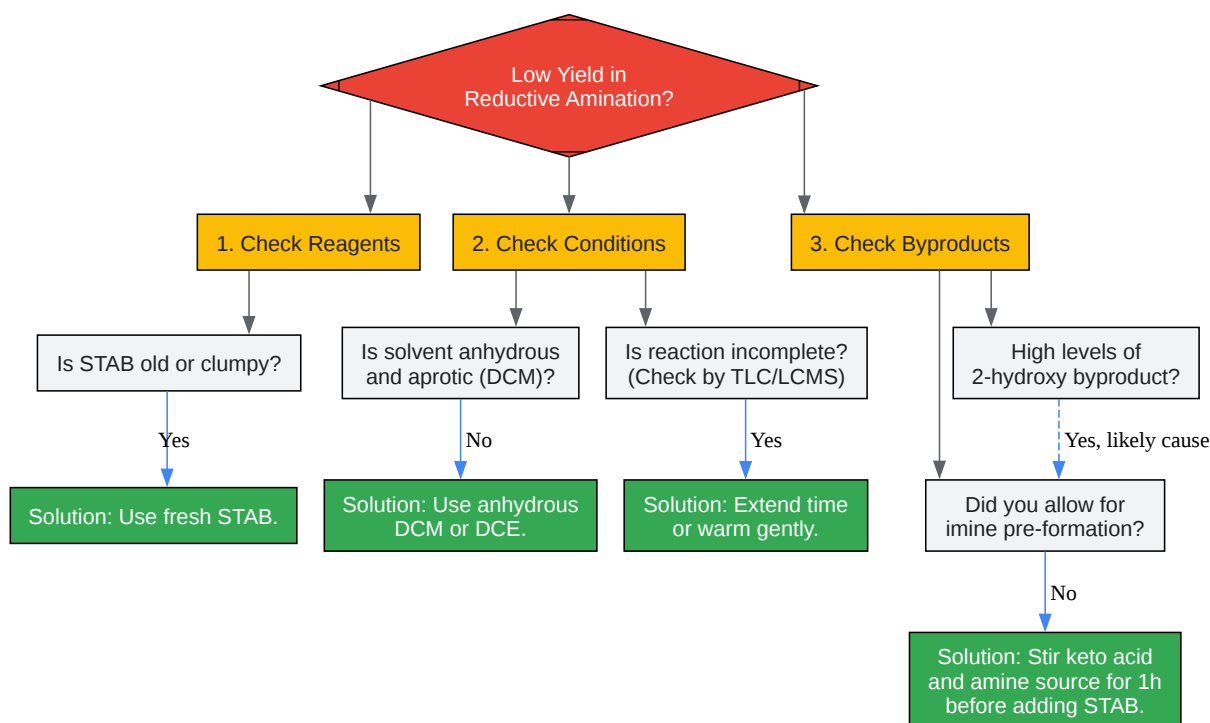 Low Yield in
Reductive Amination?
1. Check Reagents
2. Check Conditions
3. Check Byproducts
Is STAB old or clumpy?
Is solvent anhydrous
and aprotic (DCM)?
Is reaction incomplete?
(Check by TLC/LCMS)
High levels of
2-hydroxy byproduct?
Yes
No
Yes
Yes, likely cause
Solution: Use fresh STAB.
Solution: Use anhydrous
DCM or DCE.
Solution: Extend time
or warm gently.
Did you allow for
imine pre-formation?
No
Solution: Stir keto acid
and amine source for 1h
before adding STAB.